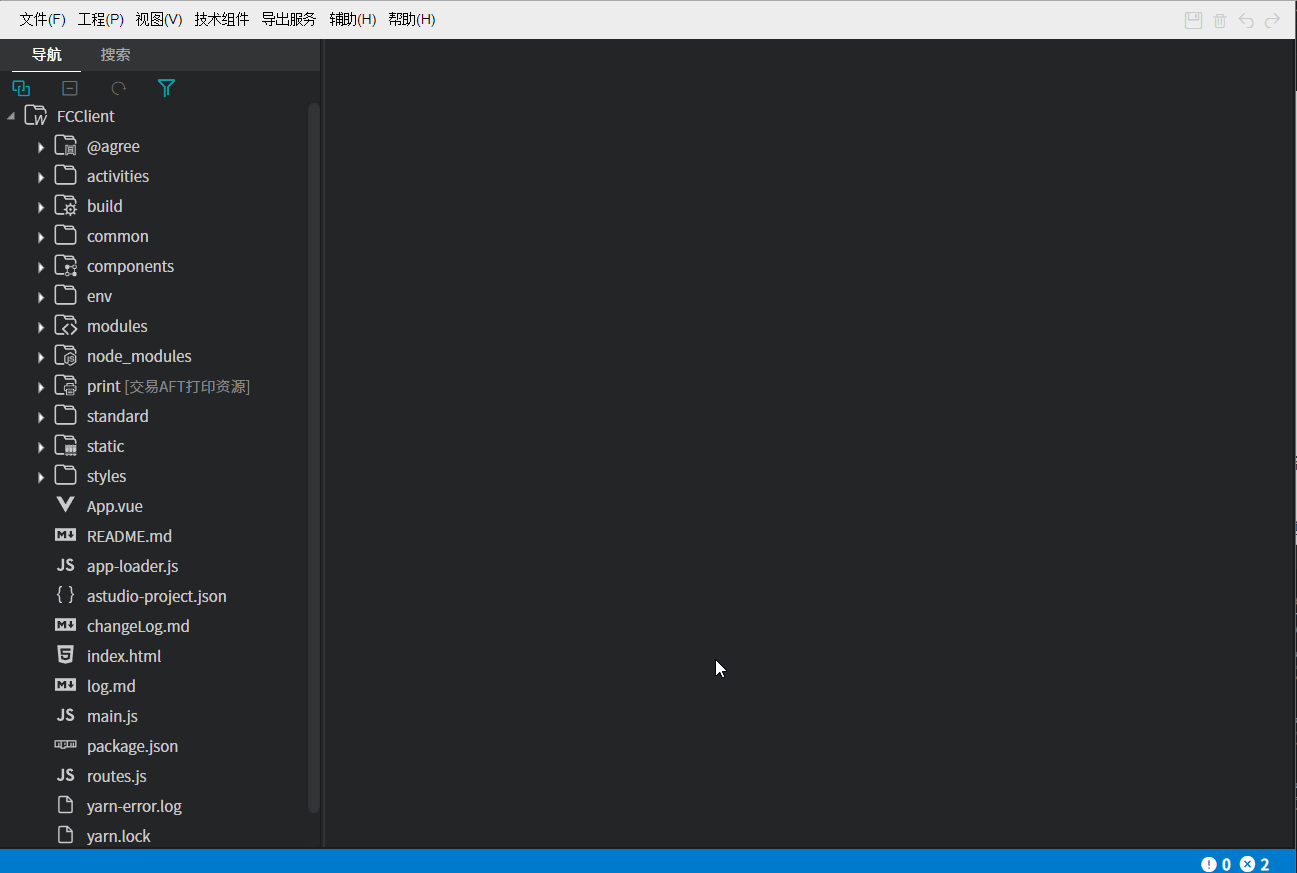 文件(F) 工程(P) 视图(V) 技术组件 导出服务 辅助(H) 帮助(H)
导航 搜索
FCClient
@agree
activities
build
common
components
env
modules
node_modules
print [交易AFT打印资源]
standard
static
styles
App.vue
README.md
JS app-loader.js
{ } astudio-project.json
changeLog.md
index.html
log.md
JS main.js
package.json
JS routes.js
yarn-error.log
yarn.lock
0 2